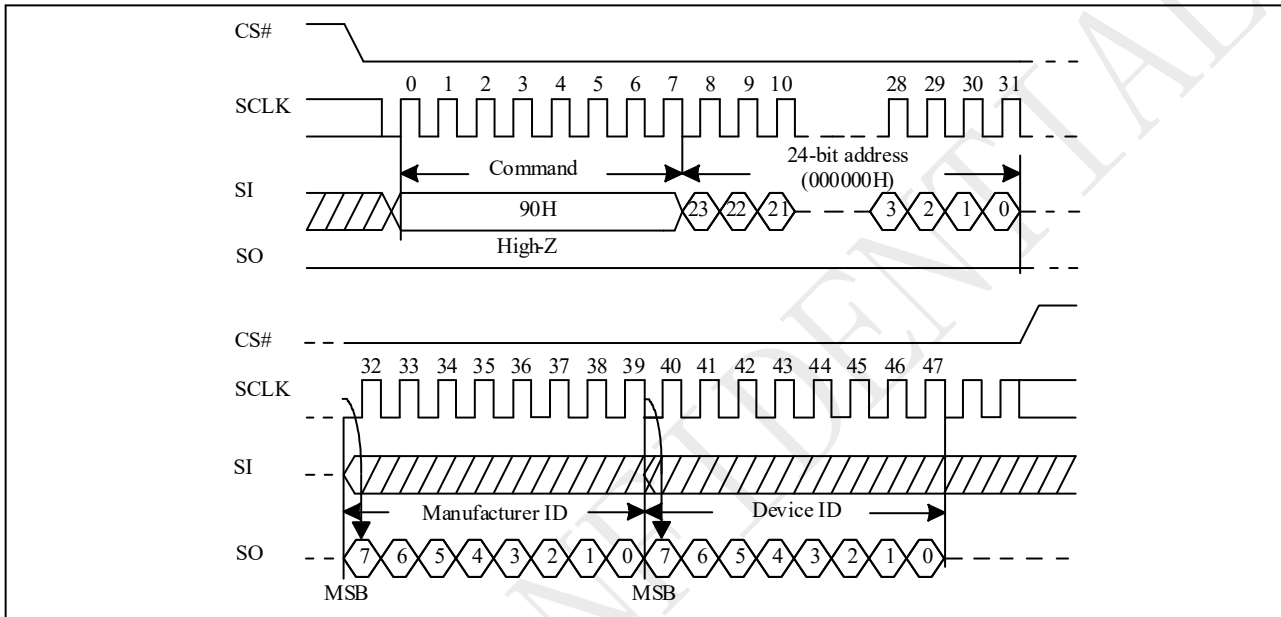 CS#
0 1 2 3 4 5 6 7 8 9 10 28 29 30 31
SCLK
Command 24-bit address
(000000H)
SI
90H 23 22 21 3 2 1 0
High-Z
SO
CS#
32 33 34 35 36 37 38 39 40 41 42 43 44 45 46 47
SCLK
SI
Manufacturer ID Device ID
SO 7 6 5 4 3 2 1 0 7 6 5 4 3 2 1 0
MSB MSB
NFIDENTIAL